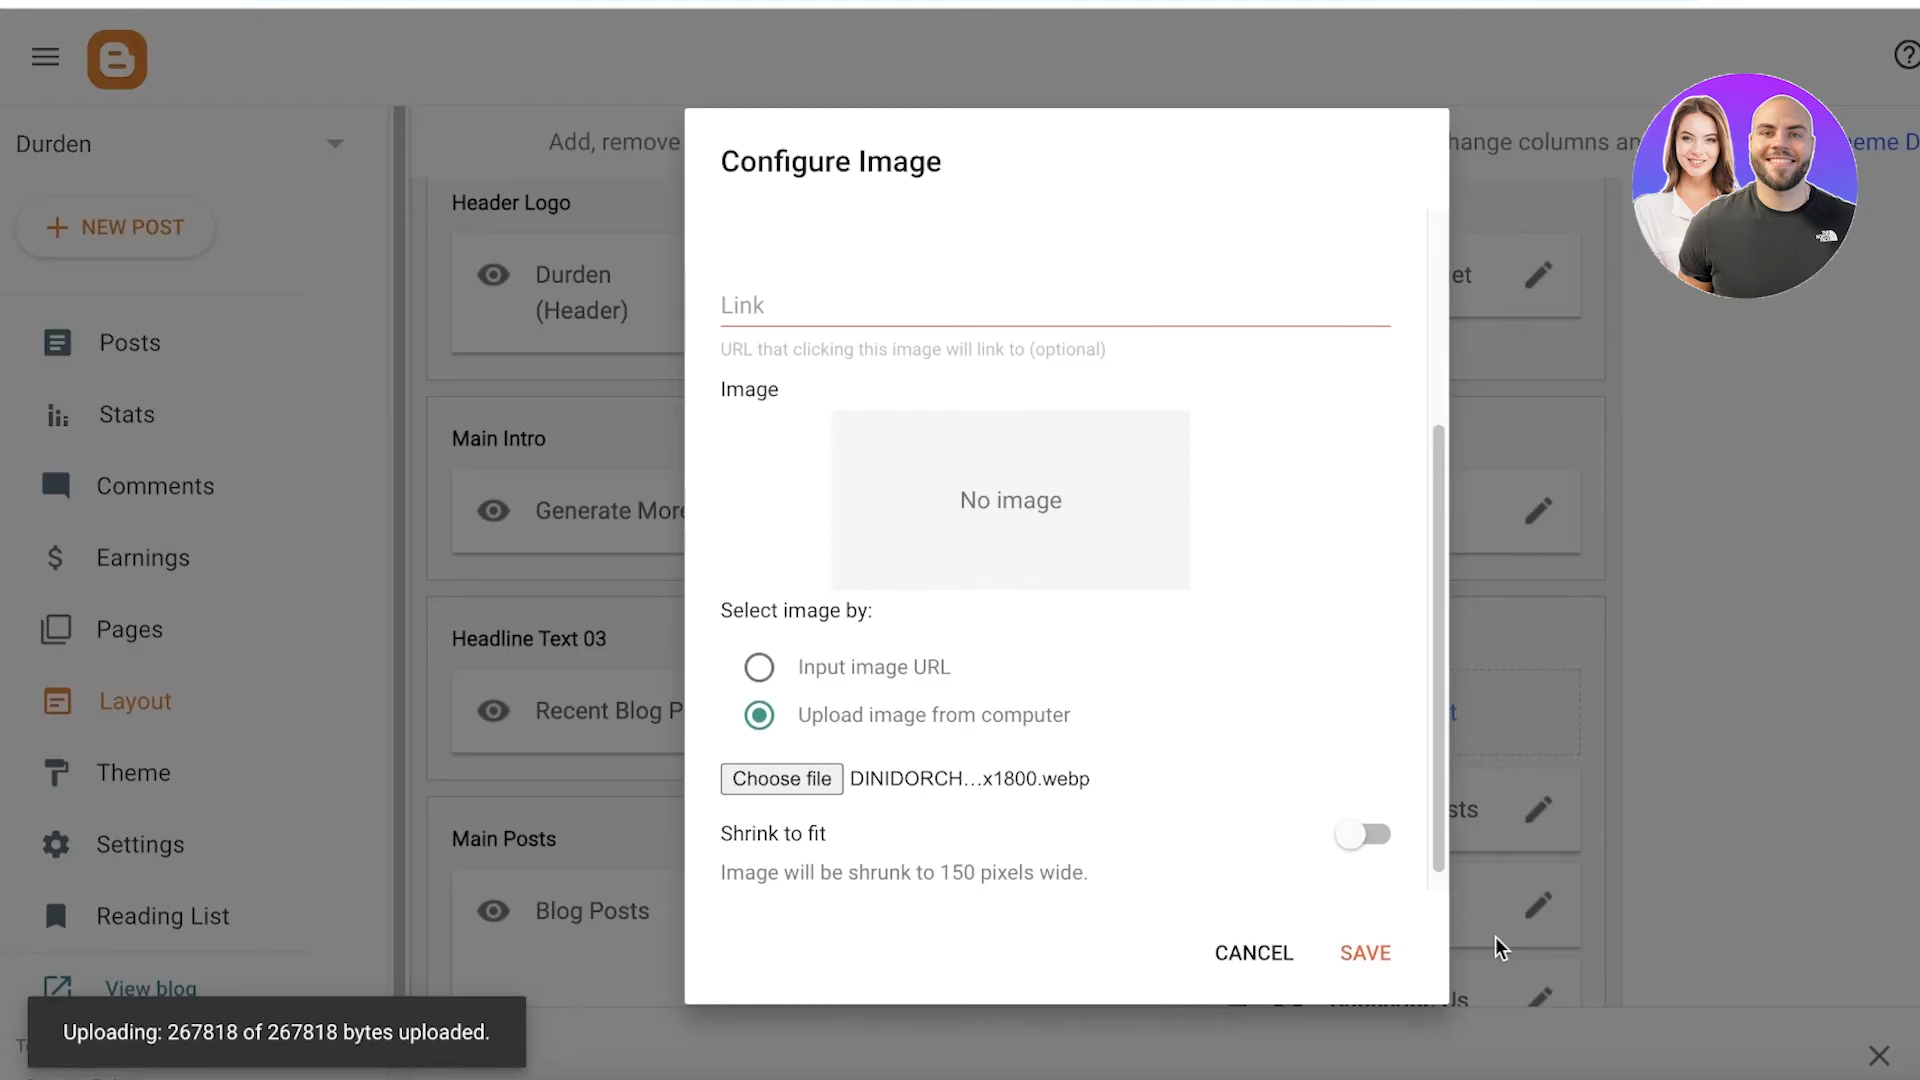 Durden
Add, remove
hange columns an
eme D
+ NEW POST
Posts
Stats
Comments
Earnings
Pages
Layout
Theme
Settings
Reading List
View blog
Header Logo
Durden
(Header)
Main Intro
Generate More
Headline Text 03
Recent Blog P
Main Posts
Blog Posts
Configure Image
Link
URL that clicking this image will link to (optional)
Image
No image
Select image by:
Input image URL
Upload image from computer
Choose file DINIDORCH...x1800.webp
Shrink to fit
Image will be shrunk to 150 pixels wide.
CANCEL SAVE
et
t
sts
Uploading: 267818 of 267818 bytes uploaded.